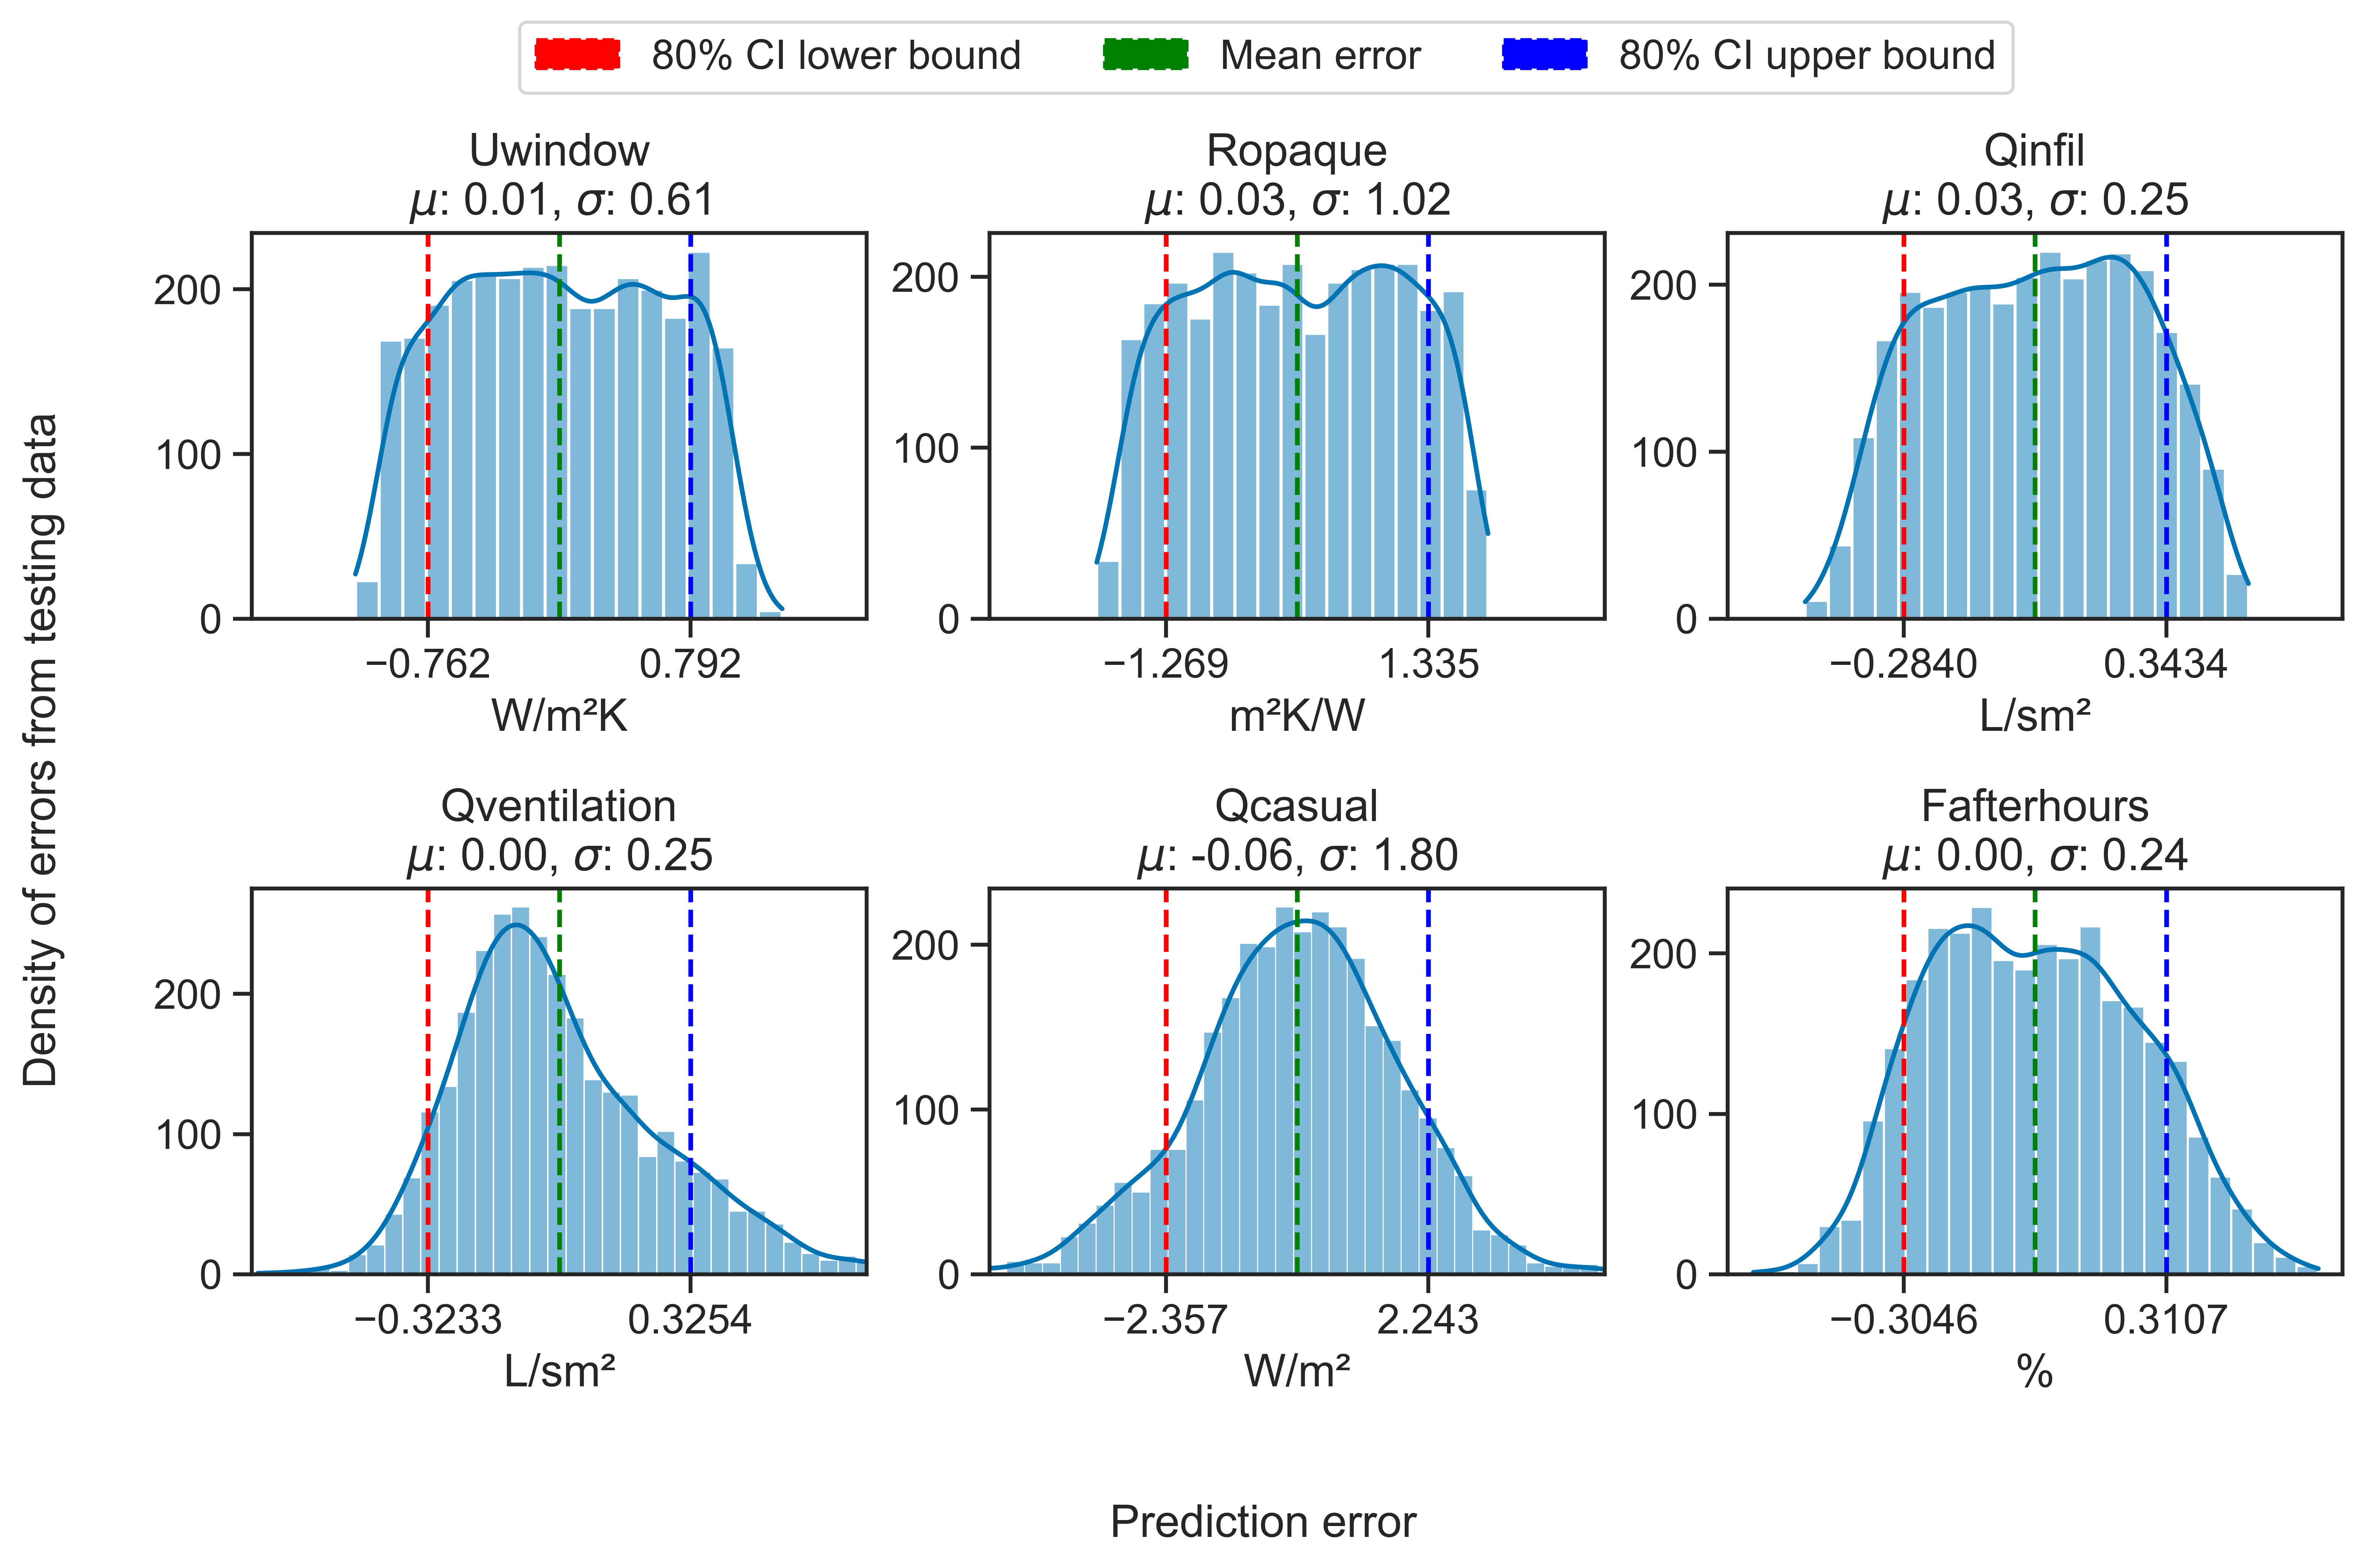 80% CI lower bound
Mean error
80% CI upper bound
Density of errors from testing data
Uwindow
μ: 0.01, σ: 0.61
200
100
0
−0.762
0.792
W/m²K
Ropaque
μ: 0.03, σ: 1.02
200
100
0
−1.269
1.335
m²K/W
Qinfil
μ: 0.03, σ: 0.25
200
100
0
−0.2840
0.3434
L/sm²
Qventilation
μ: 0.00, σ: 0.25
200
100
0
−0.3233
0.3254
L/sm²
Qcasual
μ: -0.06, σ: 1.80
200
100
0
−2.357
2.243
W/m²
Fafterhours
μ: 0.00, σ: 0.24
200
100
0
−0.3046
0.3107
%
Prediction error